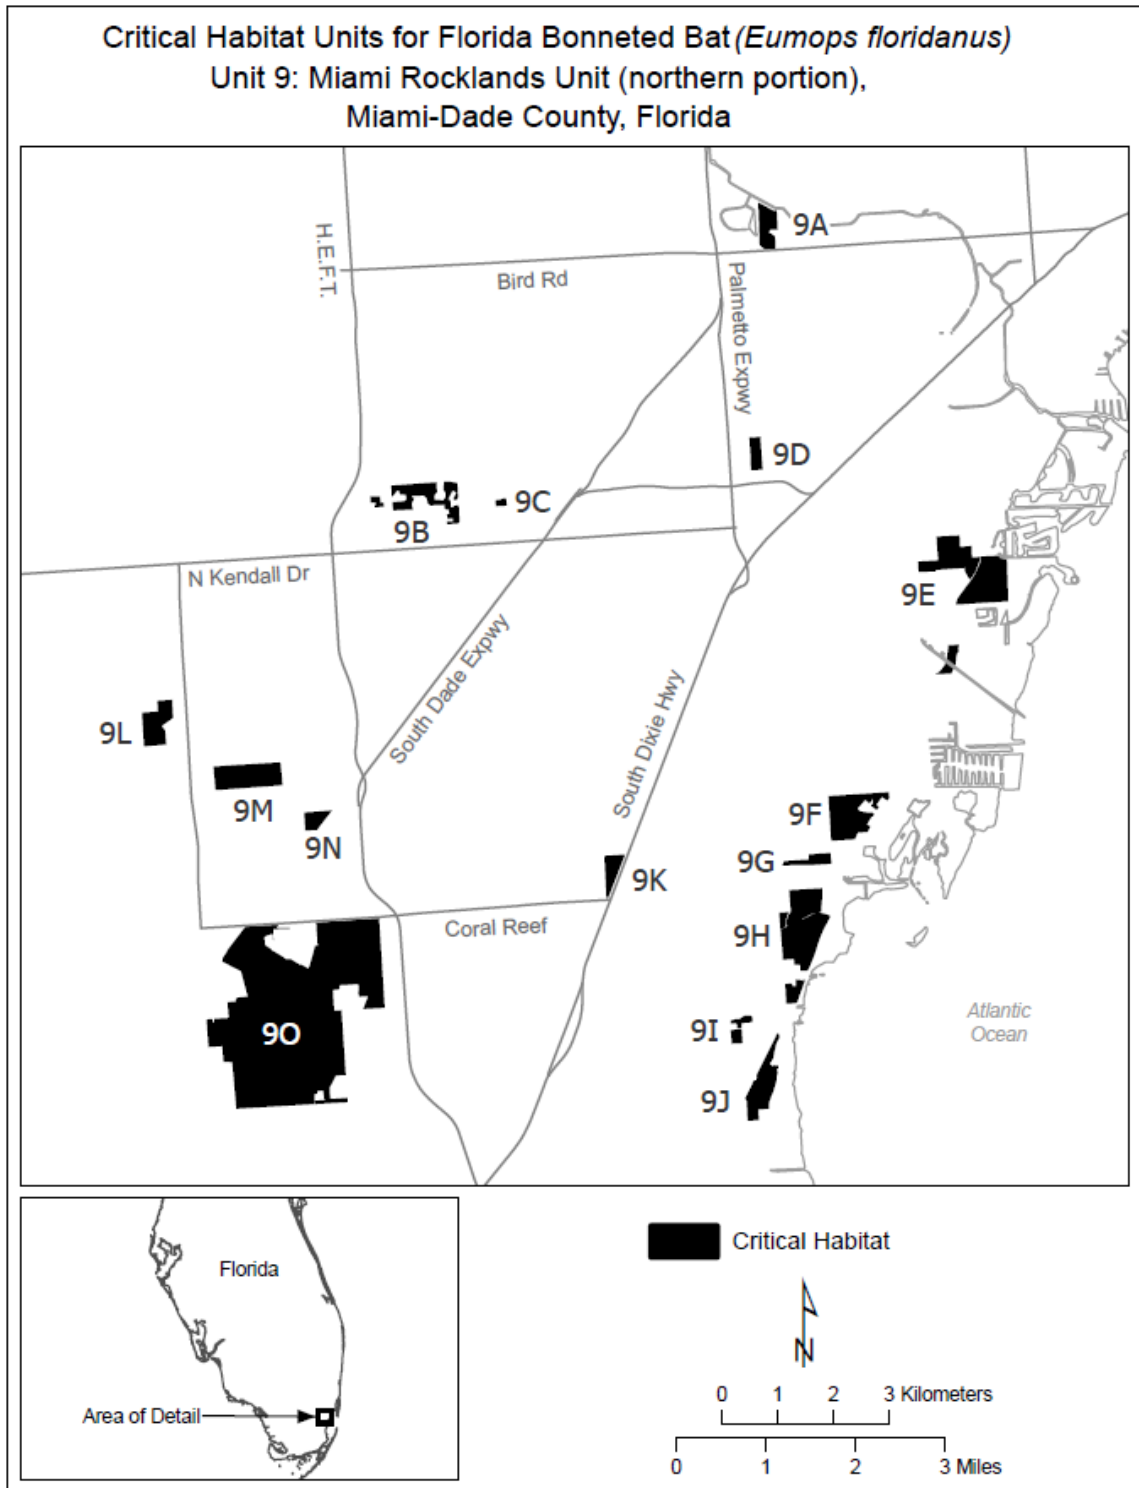 Critical Habitat Units for Florida Bonneted Bat (Eumops floridanus)
Unit 9: Miami Rocklands Unit (northern portion),
Miami-Dade County, Florida
9A
H.E.F.T.
Bird Rd
Palmetto Expwy
9D
9B
9C
N Kendall Dr
9E
South Dade Expwy
South Dixie Hwy
9L
9M
9N
9F
9G
9K
Coral Reef
9H
9O
9I
Atlantic
Ocean
9J
Florida
Area of Detail
Critical Habitat
N
0 1 2 3 Kilometers
0 1 2 3 Miles